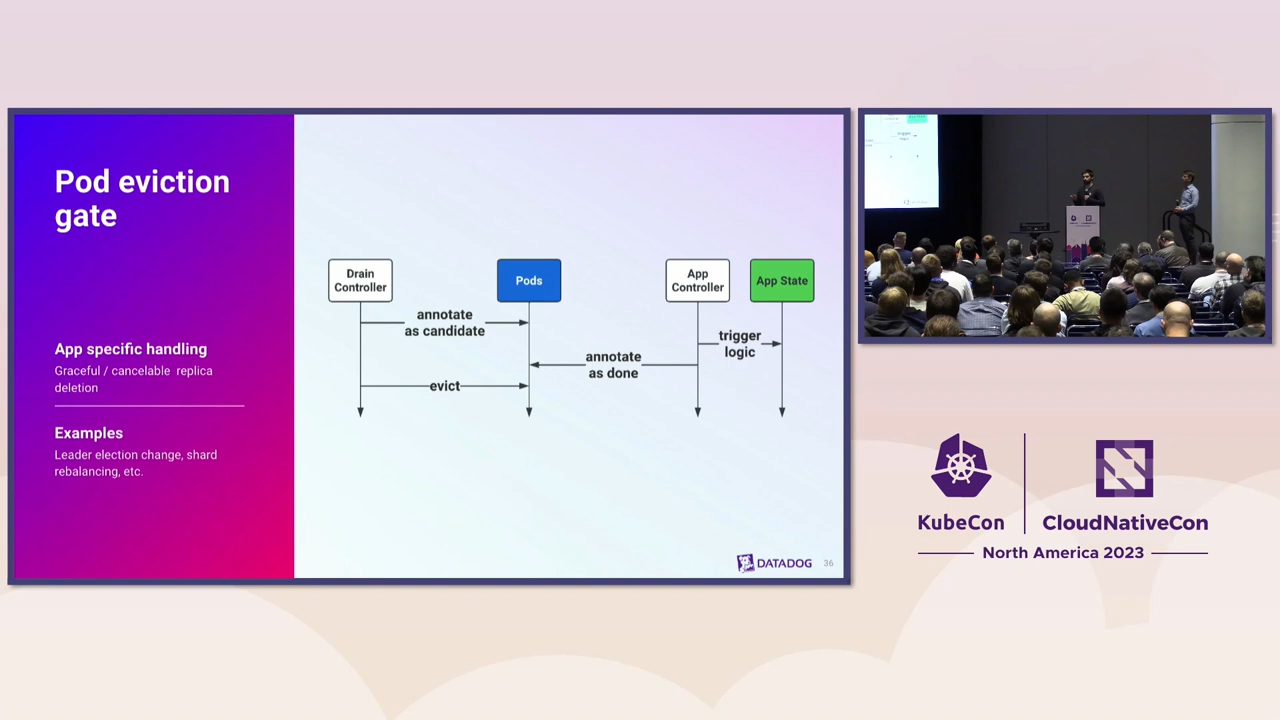 Pod eviction
gate
App specific handling
Graceful / cancelable replica
deletion
Examples
Leader election change, shard
rebalancing, etc.
Drain
Controller
Pods
App
Controller
App State
annotate
as candidate
trigger
logic
annotate
as done
evict
DATADOG
36
trigger
logic
KubeCon
CloudNativeCon
North America 2023